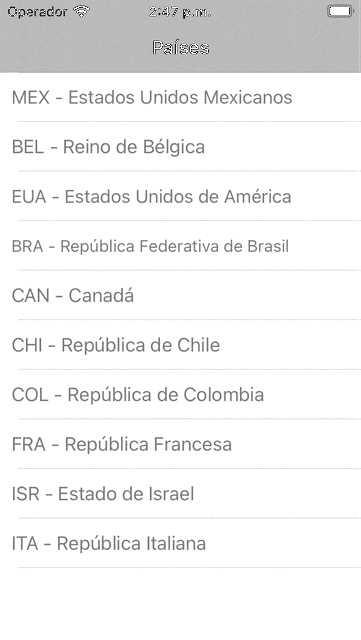 Operador 2:47 p.m.
Países
MEX - Estados Unidos Mexicanos
BEL - Reino de Bélgica
EUA - Estados Unidos de América
BRA - República Federativa de Brasil
CAN - Canadá
CHI - República de Chile
COL - República de Colombia
FRA - República Francesa
ISR - Estado de Israel
ITA - República Italiana